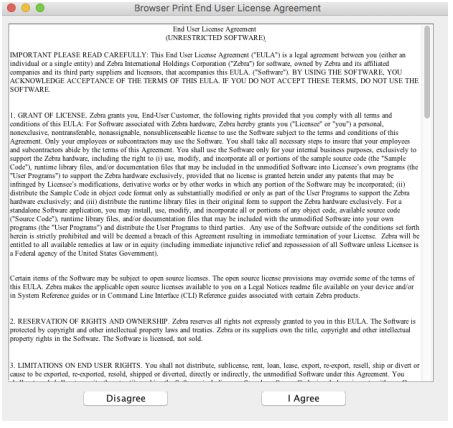 Browser Print End User License Agreement
End User License Agreement
(UNRESTRICTED SOFTWARE)
IMPORTANT PLEASE READ CAREFULLY: This End User License Agreement ("EULA") is a legal agreement between you (either an
individual or a single entity) and Zebra International Holdings Corporation ("Zebra") for software, owned by Zebra and its affiliated
companies and its third party suppliers and licensors, that accompanies this EULA. ("Software"). BY USING THE SOFTWARE, YOU
ACKNOWLEDGE ACCEPTANCE OF THE TERMS OF THIS EULA. IF YOU DO NOT ACCEPT THESE TERMS, DO NOT USE THE
SOFTWARE.
1. GRANT OF LICENSE. Zebra grants you, End-User Customer, the following rights provided that you comply with all terms and
conditions of this EULA: For Software associated with Zebra hardware, Zebra hereby grants you ("Licensee" or "you") a personal,
nonexclusive, nontransferable, nonassignable, nonsublicenseable license to use the Software subject to the terms and conditions of this
Agreement. Only your employees or subcontractors may use the Software. You shall take all necessary steps to insure that your employees
and subcontractors abide by the terms of this Agreement. You shall use the Software only for your internal business purposes, exclusively to
support the Zebra hardware, including the right to (i) use, modify, and incorporate all or portions of the sample source code (the "Sample
Code"), runtime library files, and/or documentation files that may be included in the unmodified Software into Licensee's own programs (the
"User Programs") to support the Zebra hardware exclusively, provided that no license is granted herein under any patents that may be
infringed by Licensee's modifications, derivative works or by other works in which any portion of the Software may be incorporated; (ii)
distribute the Sample Code in object code format only as substantially modified or only as part of the User Programs to support the Zebra
hardware exclusively; and (iii) distribute the runtime library files in their original form to support the Zebra hardware exclusively. For a
standalone Software application, you may install, use, modify, and incorporate all or portions of any object code, available source code
("Source Code"), runtime library files, and/or documentation files that may be included with the unmodified Software into your own
programs (the "User Programs") and distribute the User Programs to third parties. Any use of the Software outside of the conditions set forth
herein is strictly prohibited and will be deemed a breach of this Agreement resulting in immediate termination of your License. Zebra will be
entitled to all available remedies at law or in equity (including immediate injunctive relief and repossession of all Software unless Licensee is
a Federal agency of the United States Government).
Certain items of the Software may be subject to open source licenses. The open source license provisions may override some of the terms of
this EULA. Zebra makes the applicable open source licenses available to you on a Legal Notices readme file available on your device and/or
in System Reference guides or in Command Line Interface (CLI) Reference guides associated with certain Zebra products.
2. RESERVATION OF RIGHTS AND OWNERSHIP. Zebra reserves all rights not expressly granted to you in this EULA. The Software is
protected by copyright and other intellectual property laws and treaties. Zebra or its suppliers own the title, copyright and other intellectual
property rights in the Software. The Software is licensed, not sold.
3. LIMITATIONS ON END USER RIGHTS. You shall not distribute, sublicense, rent, loan, lease, export, re-export, resell, ship or divert or
cause to be exported, re-exported, resold, shipped or diverted, directly or indirectly, the unmodified Software under this Agreement. You
Disagree
I Agree